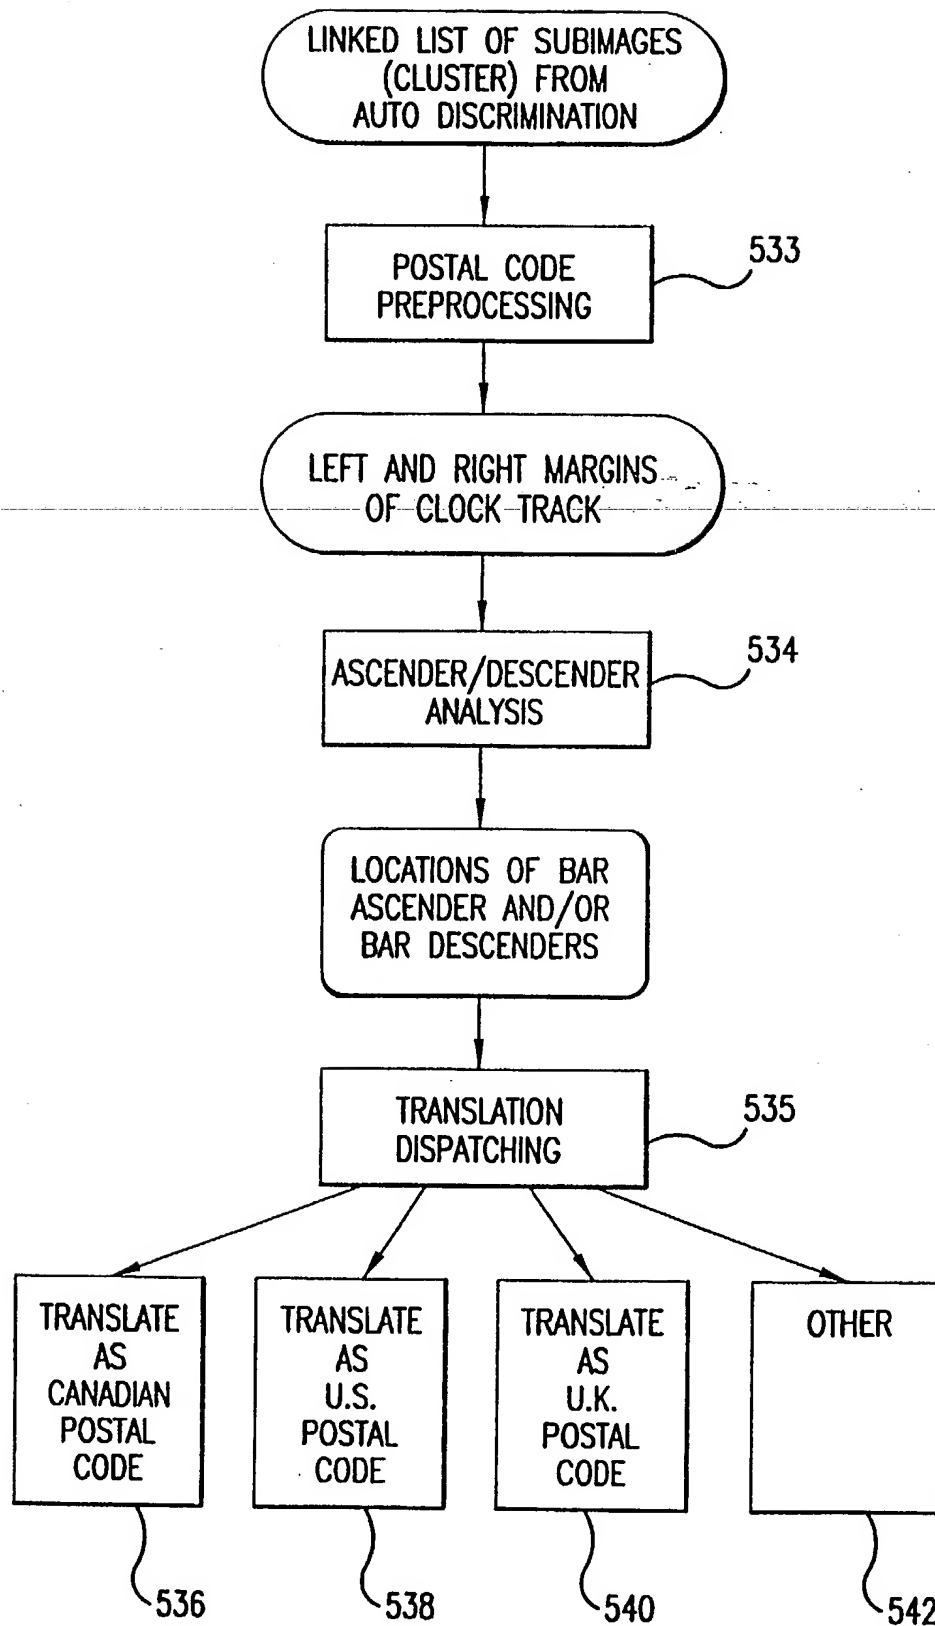 LINKED LIST OF SUBIMAGES
(CLUSTER) FROM
AUTO DISCRIMINATION
POSTAL CODE
PREPROCESSING
533
LEFT AND RIGHT MARGINS
OF CLOCK TRACK
ASCENDER/DESCENDER
ANALYSIS
534
LOCATIONS OF BAR
ASCENDER AND/OR
BAR DESCENDERS
TRANSLATION
DISPATCHING
535
TRANSLATE
AS
CANADIAN
POSTAL
CODE
TRANSLATE
AS
U.S.
POSTAL
CODE
TRANSLATE
AS
U.K.
POSTAL
CODE
OTHER
536
538
540
542